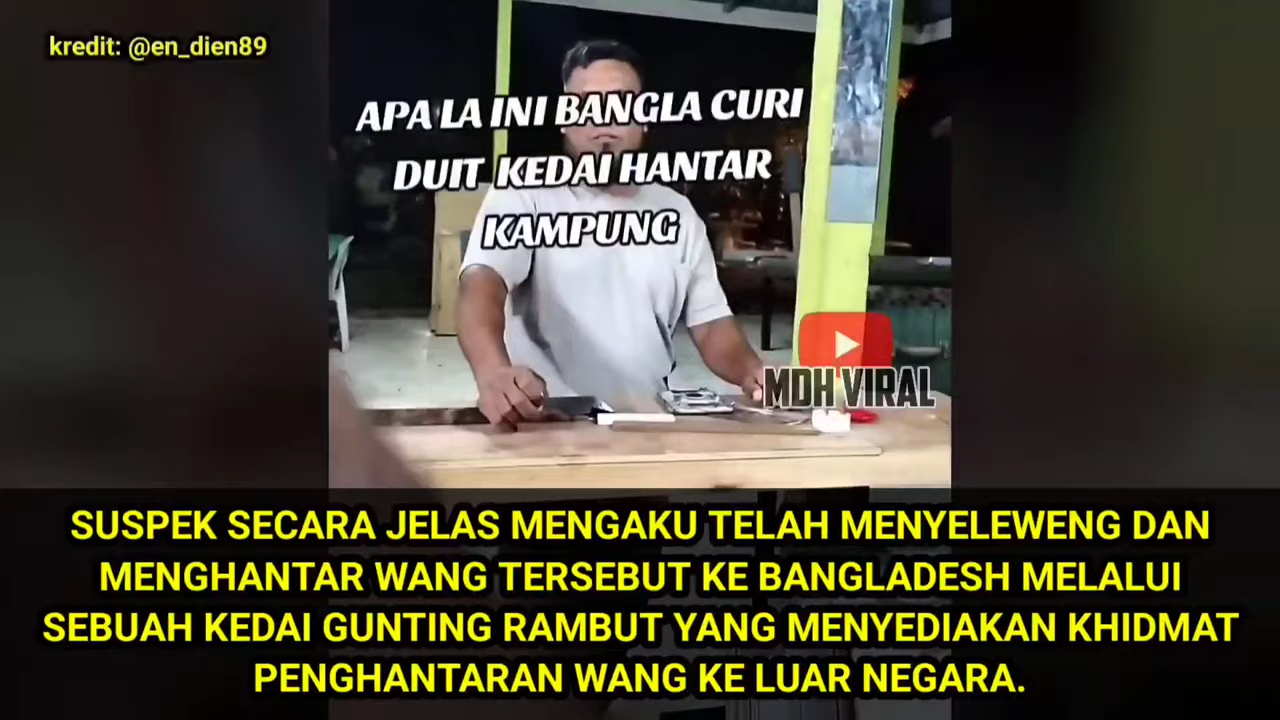 kredit: @en_dien89
APA LA INI BANGLA CURI
DUIT KEDAI HANTAR
KAMPUNG
MDH VIRAL
SUSPEK SECARA JELAS MENGAKU TELAH MENYELEWENG DAN
MENGHANTAR WANG TERSEBUT KE BANGLADESH MELALUI
SEBUAH KEDAI GUNTING RAMBUT YANG MENYEDIAKAN KHIDMAT
PENGHANTARAN WANG KE LUAR NEGARA.